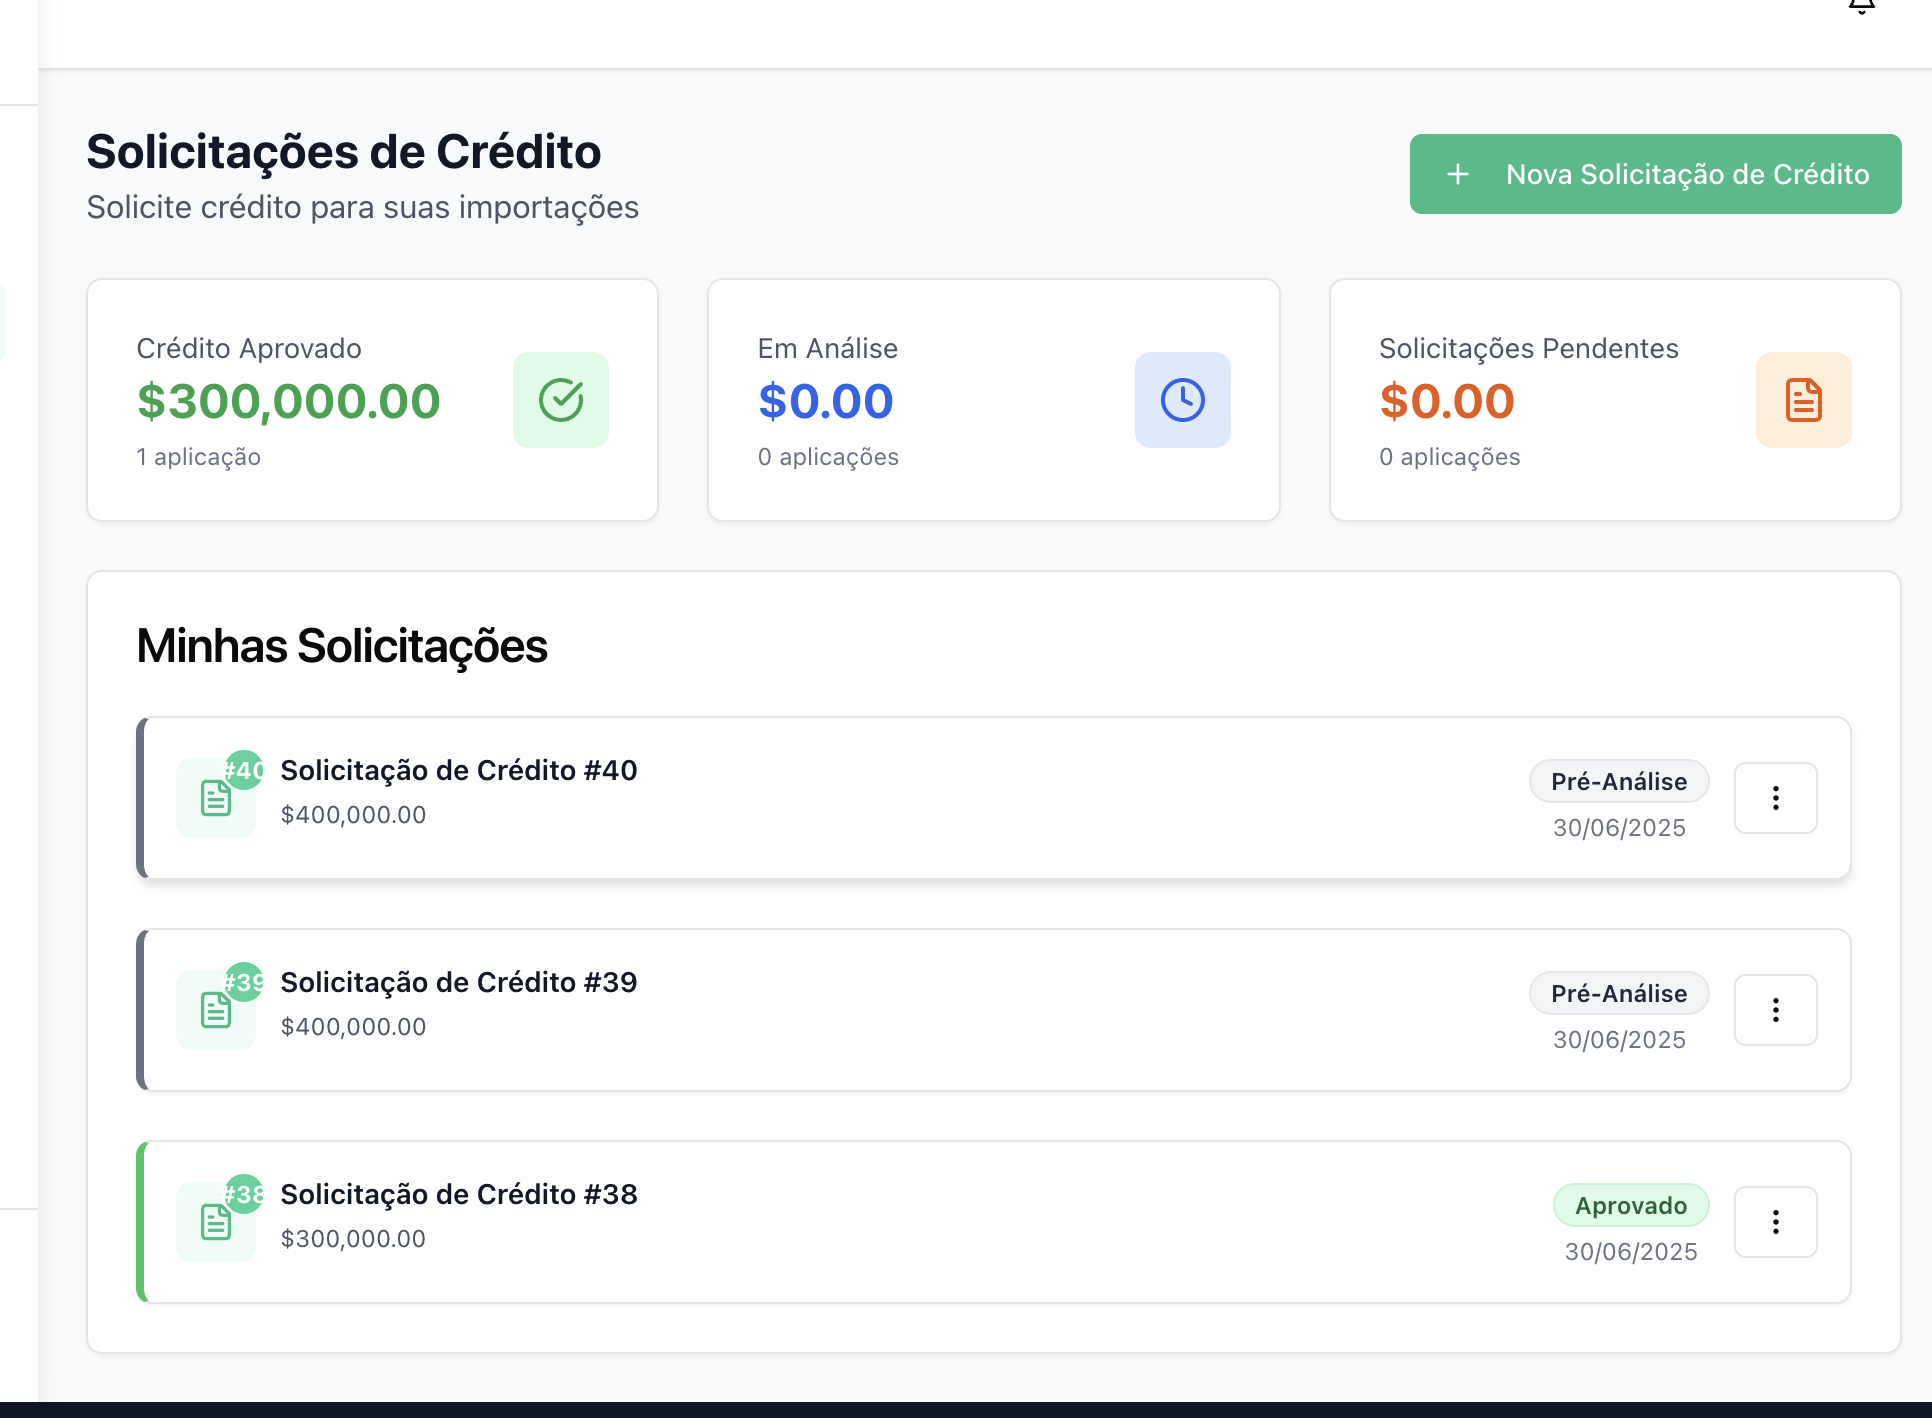 Solicitações de Crédito
Solicite crédito para suas importações
Nova Solicitação de Crédito
Crédito Aprovado
$300,000.00
1 aplicação
Em Análise
$0.00
0 aplicações
Solicitações Pendentes
$0.00
0 aplicações
Minhas Solicitações
#40
Solicitação de Crédito #40
$400,000.00
Pré-Análise
30/06/2025
#39
Solicitação de Crédito #39
$400,000.00
Pré-Análise
30/06/2025
#38
Solicitação de Crédito #38
$300,000.00
Aprovado
30/06/2025